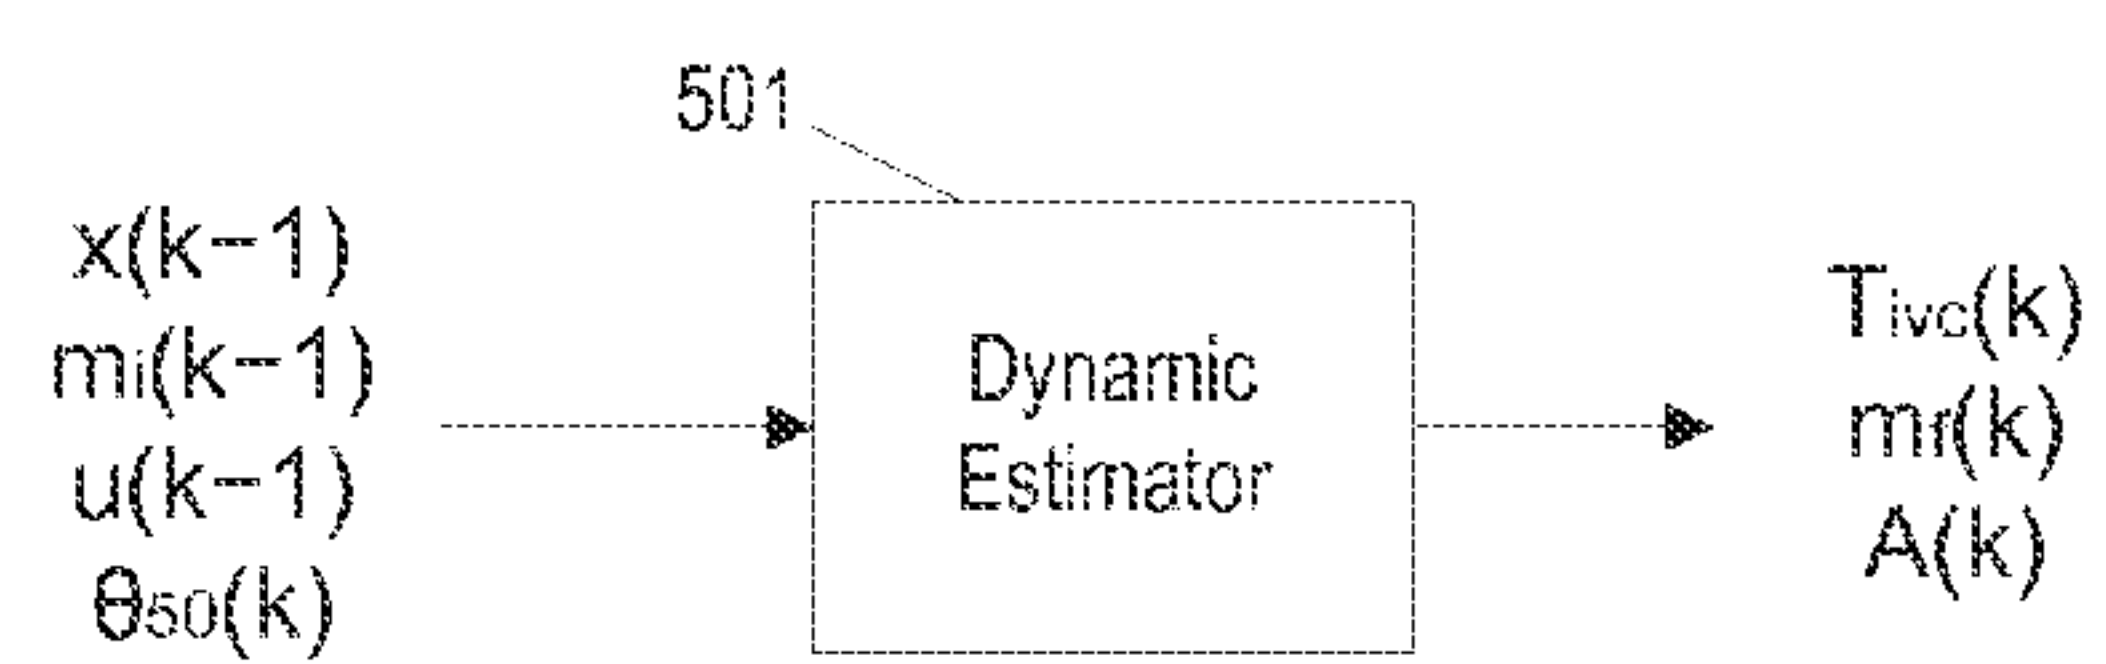 501
x(k−1)
mi(k−1)
u(k−1)
θ50(k)
Dynamic
Estimator
Tivc(k)
mr(k)
A(k)